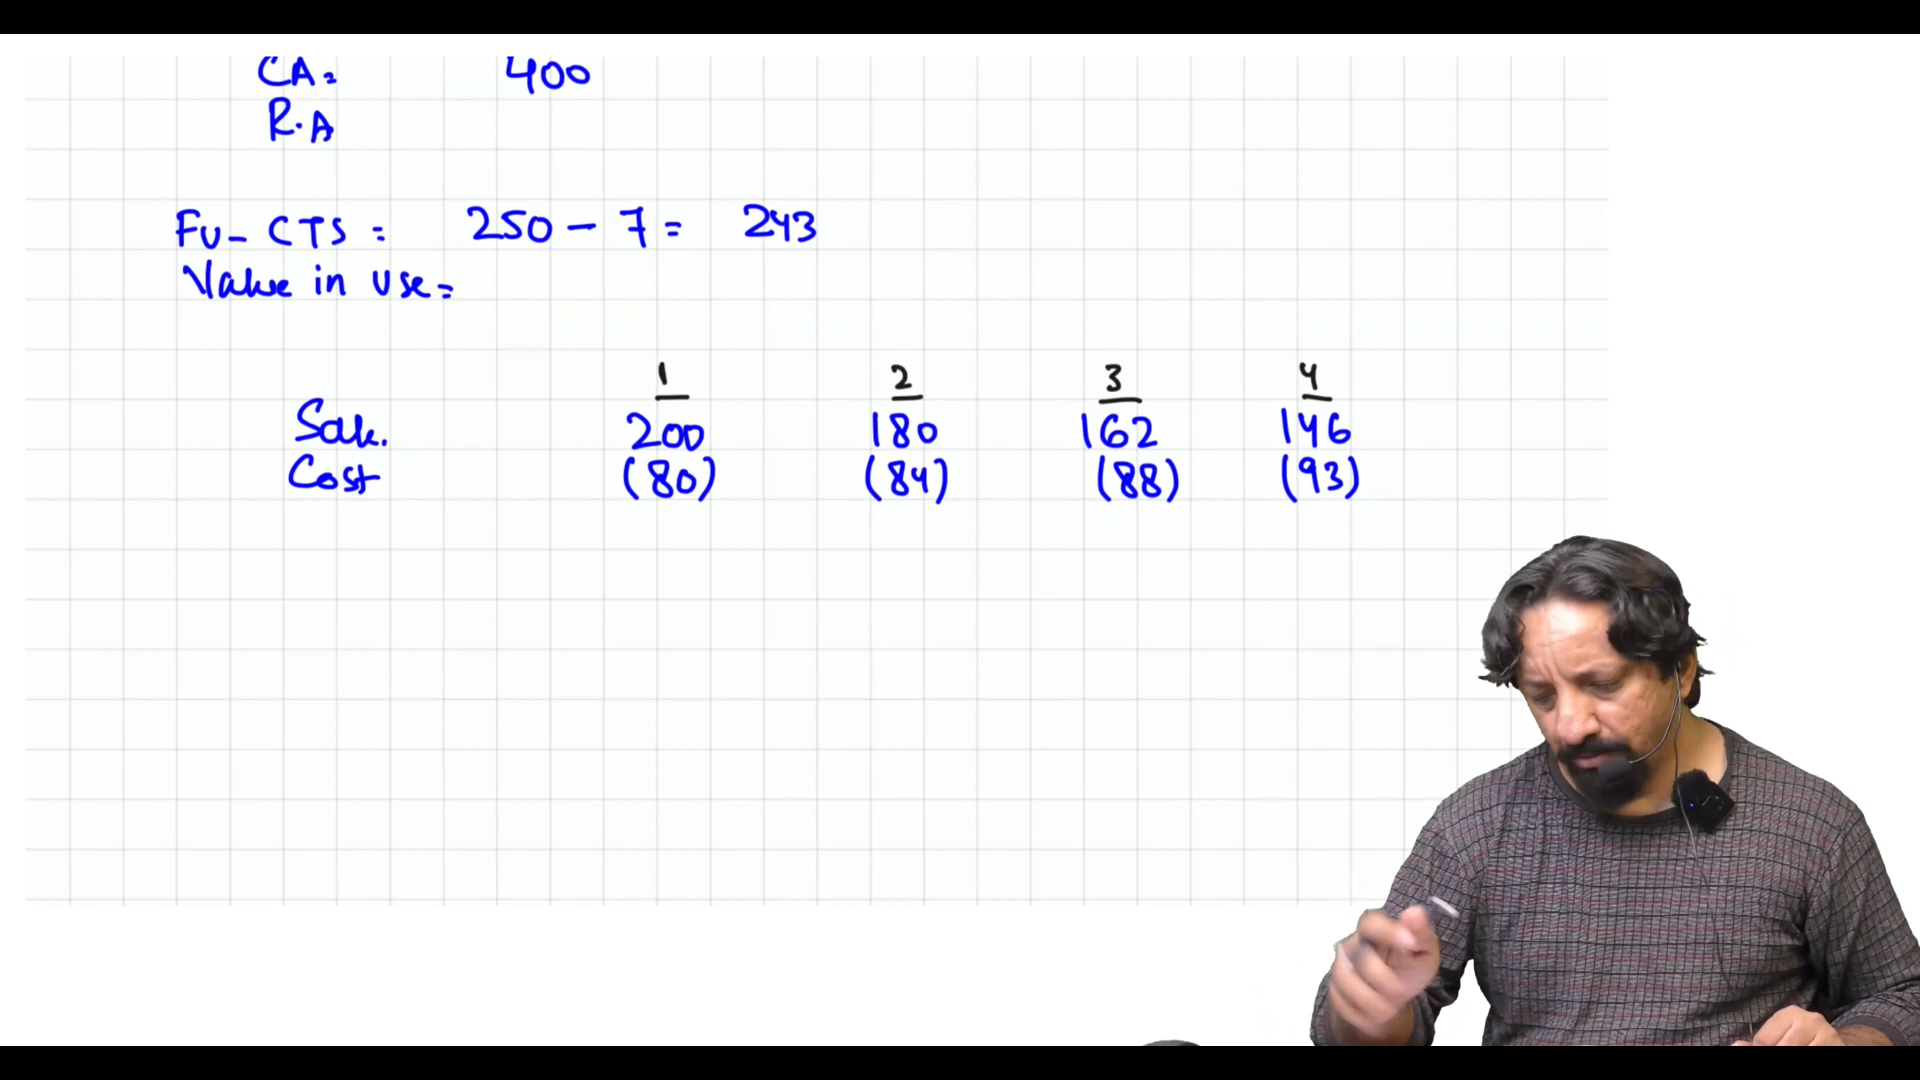 CA = 400
R.A
FV - CTS = 250 - 7 = 243
Value in use =
1 2 3 4
Sale. 200 180 162 146
Cost (80) (84) (88) (93)